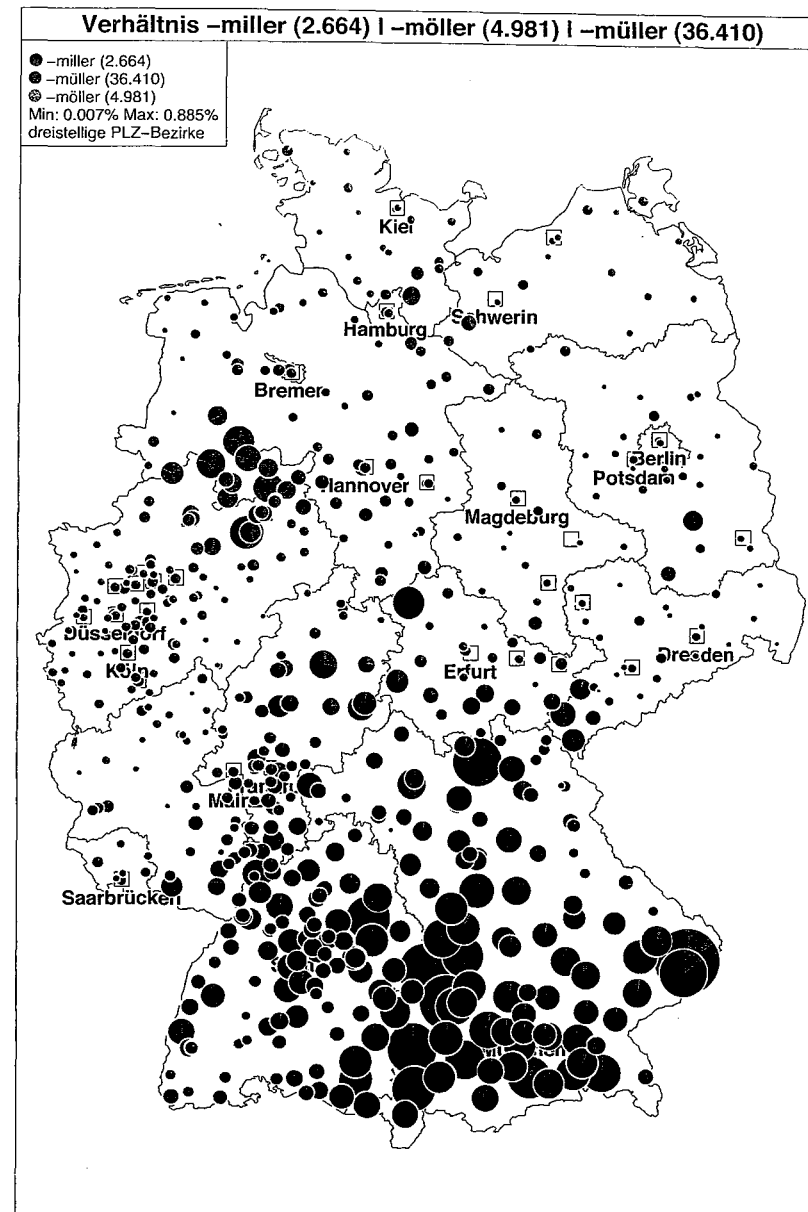 Verhältnis –miller (2.664) | –möller (4.981) | –müller (36.410)
–miller (2.664)
–müller (36.410)
–möller (4.981)
Min: 0.007% Max: 0.885%
dreistellige PLZ–Bezirke
Kiel
Hamburg
Schwerin
Bremen
Berlin
Potsdam
Hannover
Magdeburg
Düsseldorf
Köln
Erfurt
Dresden
Saarbrücken